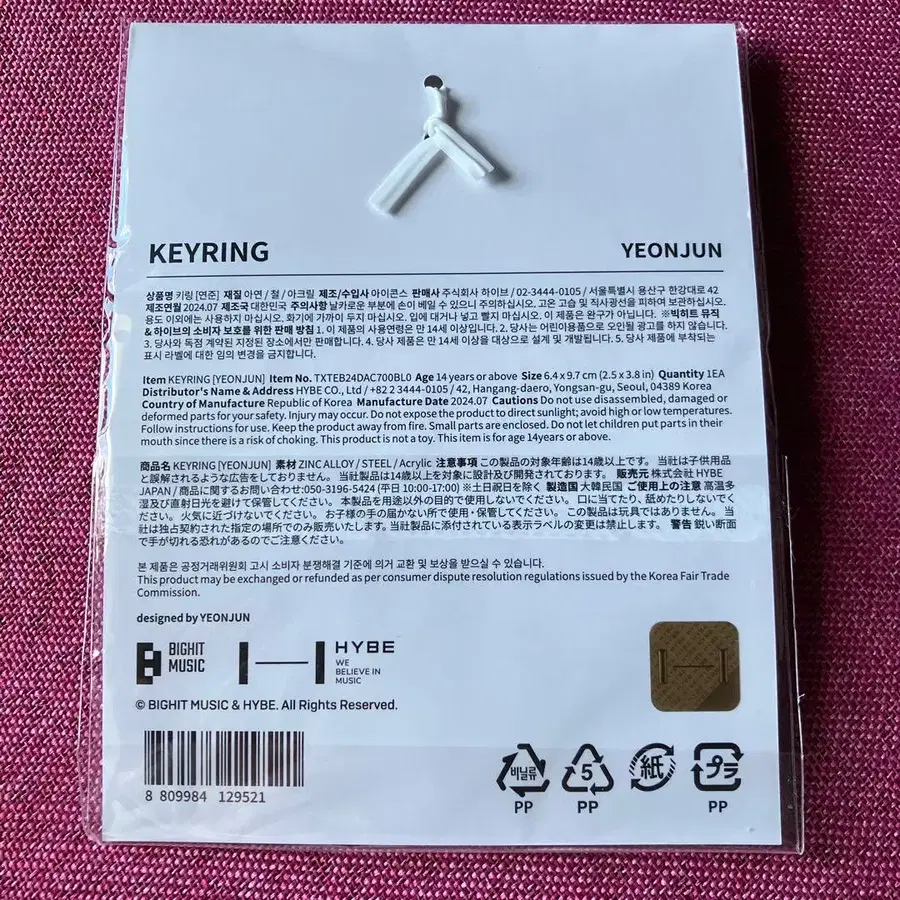 KEYRING
YEONJUN
상품명 키링 [연준] 재질 아연 / 철 / 아크릴 제조/수입사 아이콘스 판매사 주식회사 하이브 / 02-3444-0105 / 서울특별시 용산구 한강대로 42
제조연월 2024.07 제조국 대한민국 주의사항 날카로운 부분에 손이 베일 수 있으니 주의하십시오. 고온 고습 및 직사광선을 피하여 보관하십시오.
용도 이외에는 사용하지 마십시오. 화기에 가까이 두지 마십시오. 입에 대거나 넣고 빨지 마십시오. 이 제품은 완구가 아닙니다. ※빅히트 뮤직
& 하이브의 소비자 보호를 위한 판매 방침 1. 이 제품의 사용연령은 만 14세 이상입니다. 2. 당사는 어린이용품으로 오인될 광고를 하지 않습니다.
3. 당사와 독점 계약된 지정된 장소에서만 판매합니다. 4. 당사 제품은 만 14세 이상을 대상으로 설계 및 개발됩니다. 5. 당사 제품에 부착되는
표시 라벨에 대한 임의 변경을 금지합니다.
Item KEYRING [YEONJUN] Item No. TXTEB24DAC700BL0 Age 14 years or above Size 6.4 x 9.7 cm (2.5 x 3.8 in) Quantity 1EA
Distributor's Name & Address HYBE CO., Ltd / +82 2 3444-0105 / 42, Hangang-daero, Yongsan-gu, Seoul, 04389 Korea
Country of Manufacture Republic of Korea Manufacture Date 2024.07 Cautions Do not use disassembled, damaged or
deformed parts for your safety. Injury may occur. Do not expose the product to direct sunlight; avoid high or low temperatures.
Follow instructions for use. Keep the product away from fire. Small parts are enclosed. Do not let children put parts in their
mouth since there is a risk of choking. This product is not a toy. This item is for age 14years or above.
商品名 KEYRING [YEONJUN] 素材 ZINC ALLOY / STEEL / Acrylic 注意事項 この製品の対象年齢は14歳以上です。 当社は子供用品
と誤解されるような広告をしておりません。 当社製品は14歳以上を対象に設計及び開発されております。 販売元 株式会社 HYBE
JAPAN / 商品に関するお問い合わせ:050-3196-5424 (平日 10:00-17:00) ※土日祝日を除く 製造国 大韓民国 ご使用上の注意 高温多
湿及び直射日光を避けて保管してください。 本製品を用途以外の目的で使用しないでください。 口に当てたり、舐めたりしないでくだ
さい。 火気に近づけないでください。 お子様の手の届かない所で使用・保管してください。 この製品は玩具ではありません。 当
社は独占契約された指定の場所でのみ販売いたします。当社製品に添付されている表示ラベルの変更は禁止します。 警告 鋭い断面
で手が切れる恐れがあるのでご注意ください。
본 제품은 공정거래위원회 고시 소비자 분쟁해결 기준에 의거 교환 및 보상을 받으실 수 있습니다.
This product may be exchanged or refunded as per consumer dispute resolution regulations issued by the Korea Fair Trade
Commission.
designed by YEONJUN
BIGHIT
MUSIC
HYBE
WE
BELIEVE IN
MUSIC
© BIGHIT MUSIC & HYBE. All Rights Reserved.
8 809984 129521
비닐류
PP
5
PP
紙
プラ
PP